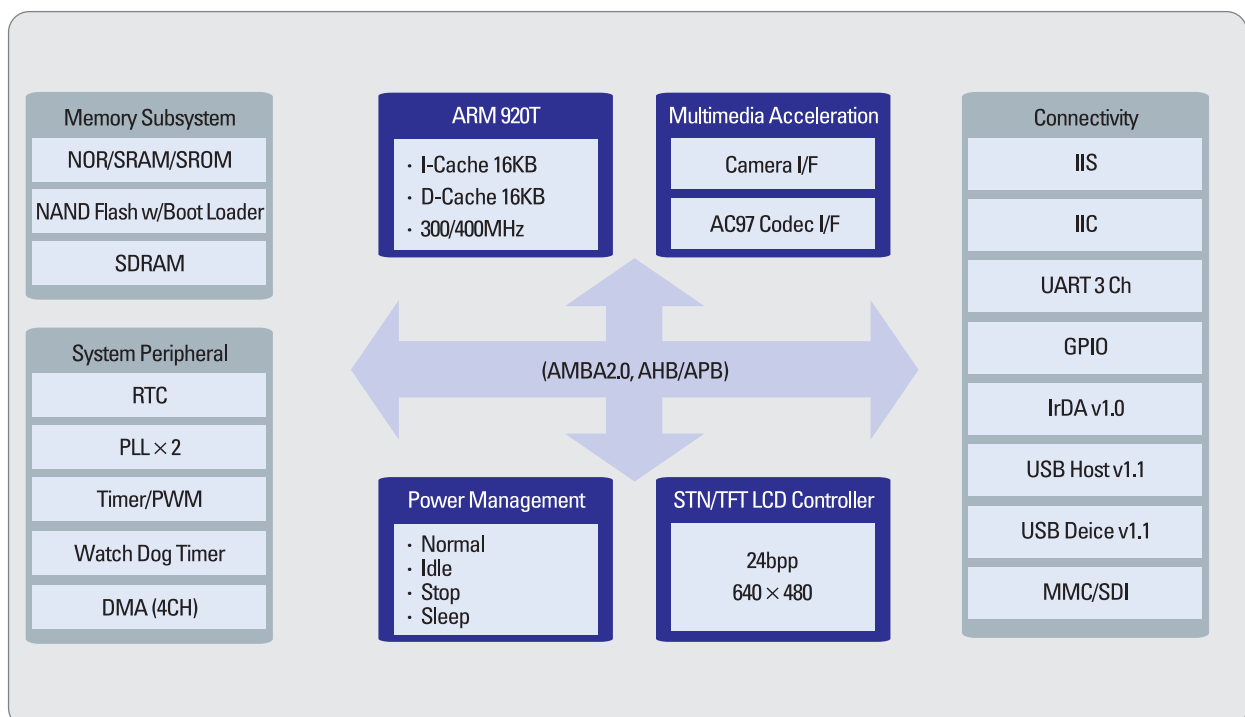 Memory Subsystem
NOR/SRAM/SROM
NAND Flash w/Boot Loader
SDRAM
System Peripheral
RTC
PLL × 2
Timer/PWM
Watch Dog Timer
DMA (4CH)
ARM 920T
· I-Cache 16KB
· D-Cache 16KB
· 300/400MHz
Multimedia Acceleration
Camera I/F
AC97 Codec I/F
(AMBA2.0, AHB/APB)
Power Management
· Normal
· Idle
· Stop
· Sleep
STN/TFT LCD Controller
24bpp
640 × 480
Connectivity
IIS
IIC
UART 3 Ch
GPIO
IrDA v1.0
USB Host v1.1
USB Deice v1.1
MMC/SDI